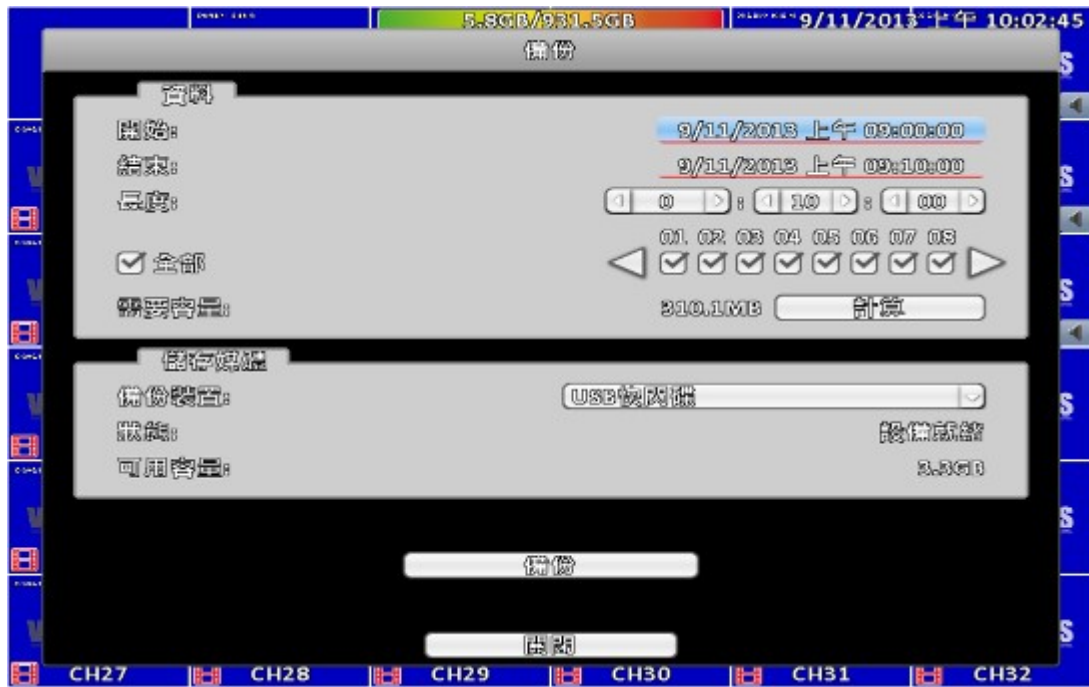 5.8GB/931.5GB
9/11/2013 上午 10:02:45
備份
資料
開始: 9/11/2013 上午 09:00:00
結束: 9/11/2013 上午 09:10:00
長度: 0 : 10 : 00
01 02 03 04 05 06 07 08
全部
需要容量: 310.1MB 計算
儲存媒體
備份裝置: USB快閃碟
狀態: 設備就緒
可用容量: 3.3GB
備份
CH27 CH28 CH29 CH30 CH31 CH32